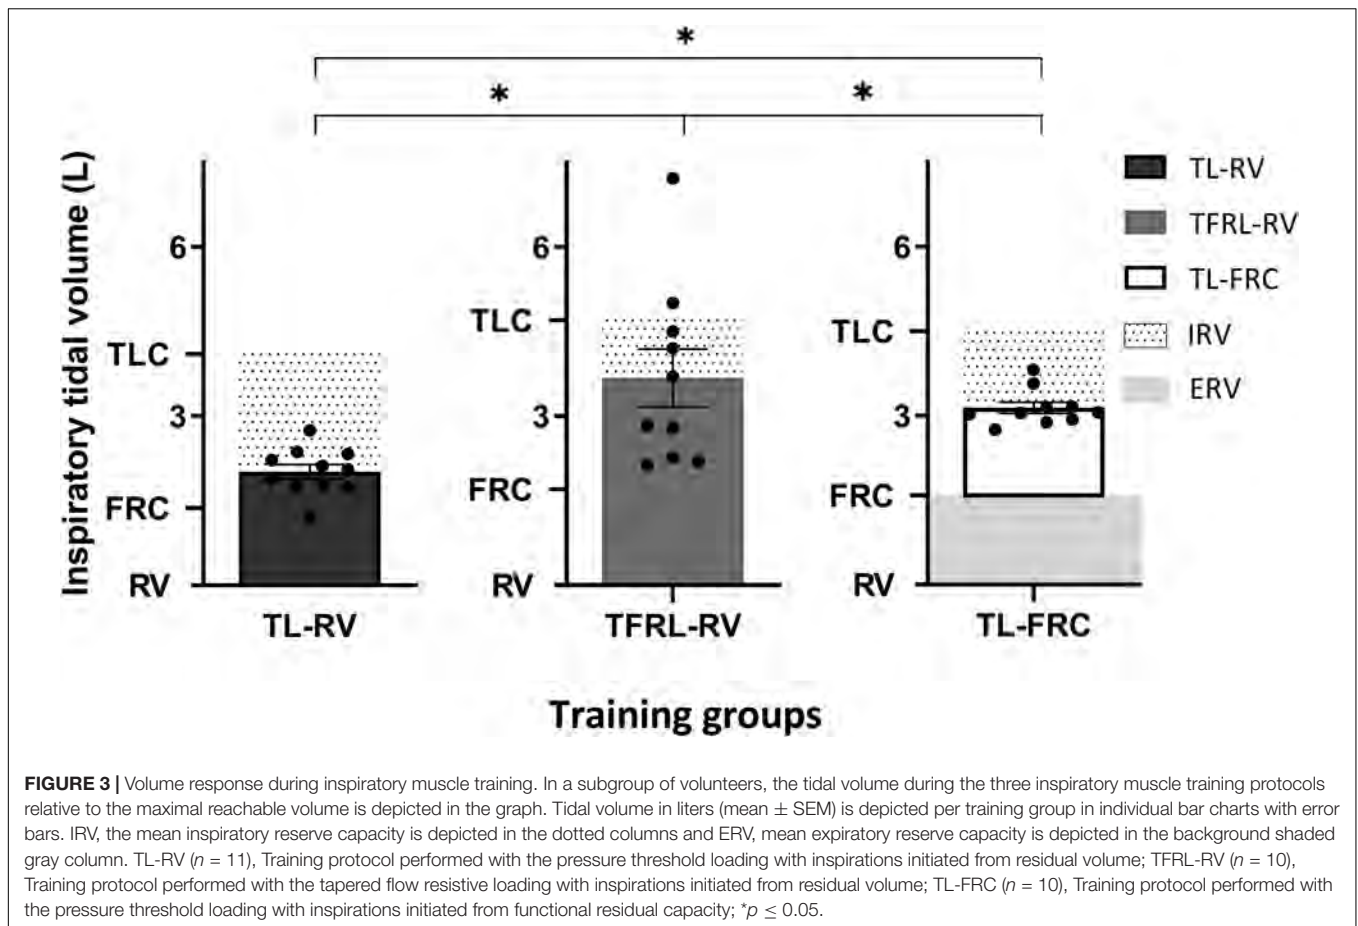 *
*
*
Inspiratory tidal volume (L)
6
TLC
3
FRC
RV
TL-RV
6
TLC
3
FRC
RV
TFRL-RV
6
TLC
3
FRC
RV
TL-FRC
TL-RV
TFRL-RV
TL-FRC
IRV
ERV
Training groups
FIGURE 3 | Volume response during inspiratory muscle training. In a subgroup of volunteers, the tidal volume during the three inspiratory muscle training protocols
relative to the maximal reachable volume is depicted in the graph. Tidal volume in liters (mean ± SEM) is depicted per training group in individual bar charts with error
bars. IRV, the mean inspiratory reserve capacity is depicted in the dotted columns and ERV, mean expiratory reserve capacity is depicted in the background shaded
gray column. TL-RV (n = 11), Training protocol performed with the pressure threshold loading with inspirations initiated from residual volume; TFRL-RV (n = 10),
Training protocol performed with the tapered flow resistive loading with inspirations initiated from residual volume; TL-FRC (n = 10), Training protocol performed with
the pressure threshold loading with inspirations initiated from functional residual capacity; *p ≤ 0.05.